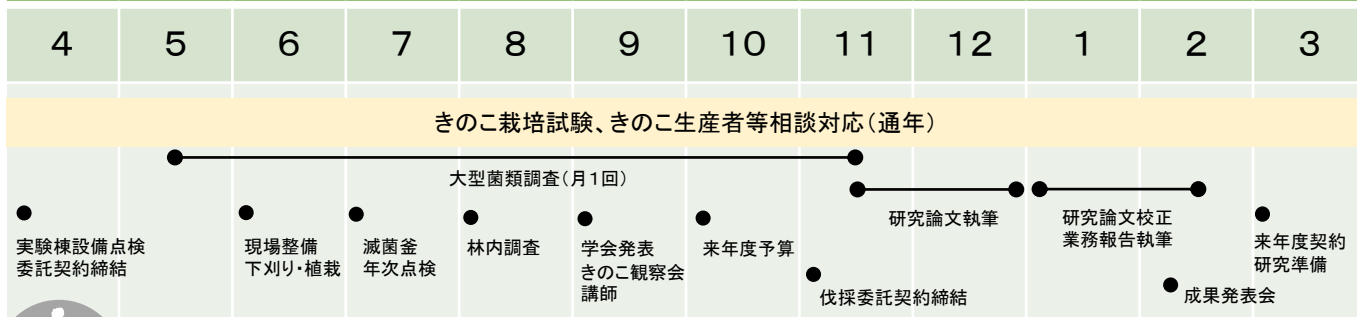 4 5 6 7 8 9 10 11 12 1 2 3
きのこ栽培試験、きのこ生産者等相談対応（通年）
大型菌類調査（月1回）
研究論文執筆
研究論文校正
業務報告執筆
実験棟設備点検
委託契約締結
現場整備
下刈り・植栽
滅菌釜
年次点検
林内調査
学会発表
きのこ観察会
講師
来年度予算
伐採委託契約締結
成果発表会
来年度契約
研究準備